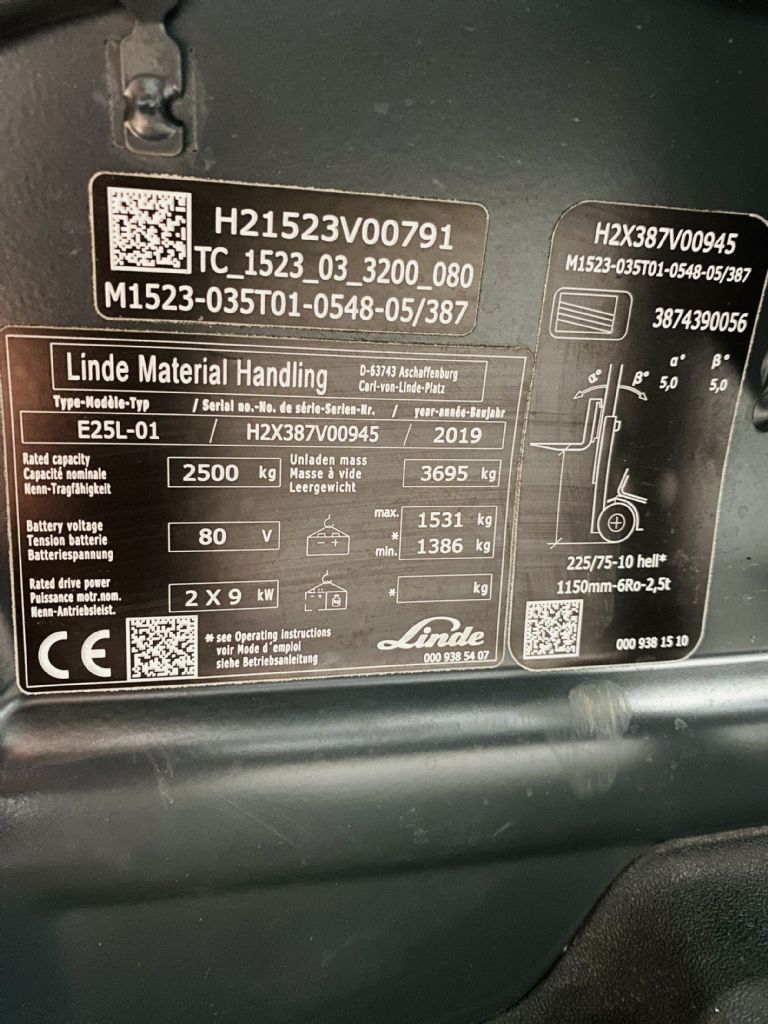 H21523V00791
TC_1523_03_3200_080
M1523-035T01-0548-05/387
Linde Material Handling
D-63743 Aschaffenburg
Carl-von-Linde-Platz
Type-Modèle-Typ / Serial no.-No. de série-Serien-Nr. / year-année-Baujahr
E25L-01 / H2X387V00945 / 2019
Rated capacity
Capacité nominale
Nenn-Tragfähigkeit
2500 kg
Unladen mass
Masse à vide
Leergewicht
3695 kg
Battery voltage
Tension batterie
Batteriespannung
80 V
max. 1531 kg
*
min. 1386 kg
Rated drive power
Puissance motr.nom.
Nenn-Antriebsleist.
2 X 9 kW
* kg
CE
* see Operating Instructions
voir Mode d'emploi
siehe Betriebsanleitung
Linde
000 938 54 07
H2X387V00945
M1523-035T01-0548-05/387
3874390056
α° β°
α° β° 5,0 5,0
225/75-10 hell*
1150mm-6Ro-2,5t
000 938 15 10